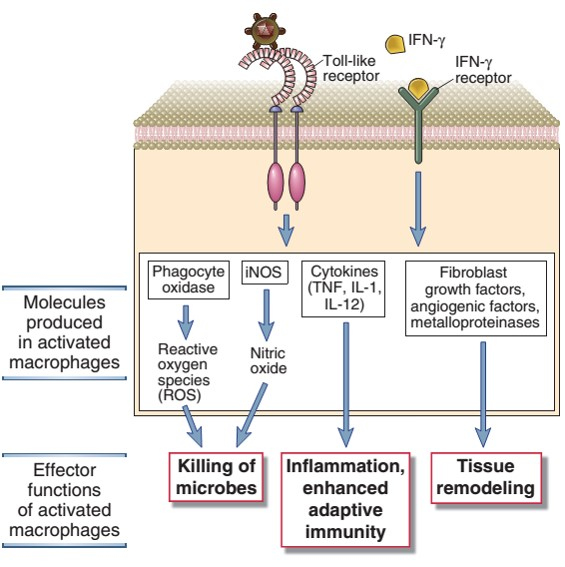 IFN-γ
Toll-like
receptor
IFN-γ
receptor
Phagocyte
oxidase
iNOS
Cytokines
(TNF, IL-1,
IL-12)
Fibroblast
growth factors,
angiogenic factors,
metalloproteinases
Molecules
produced
in activated
macrophages
Reactive
oxygen
species
(ROS)
Nitric
oxide
Effector
functions
of activated
macrophages
Killing of
microbes
Inflammation,
enhanced
adaptive
immunity
Tissue
remodeling